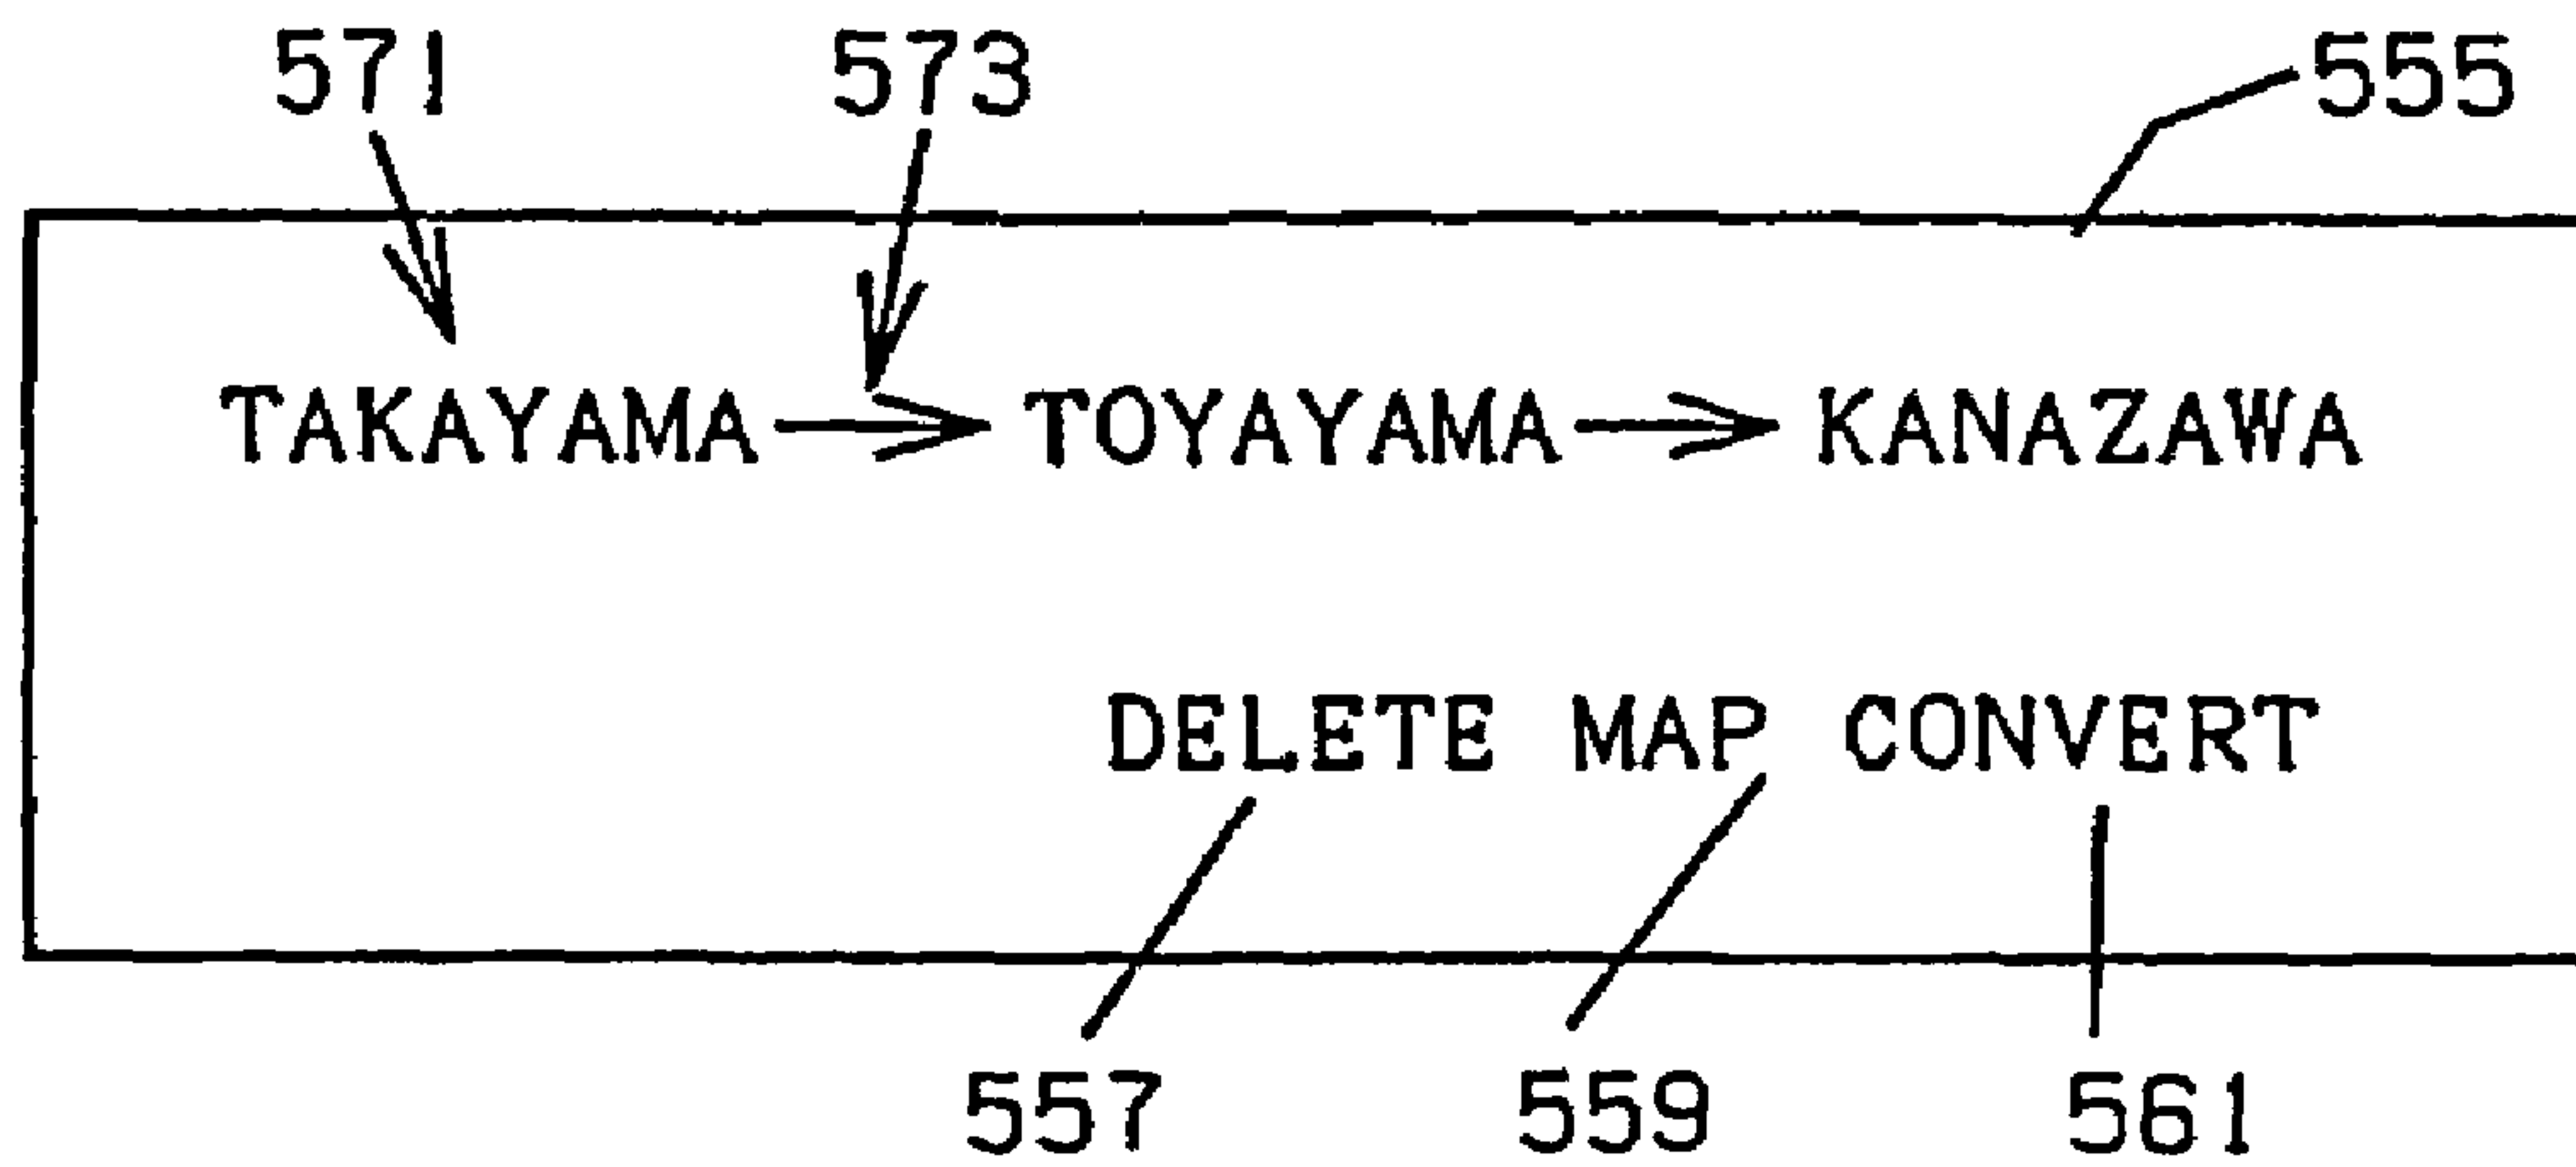 571 573 555
TAKAYAMA → TOYAYAMA → KANAZAWA
DELETE MAP CONVERT
557 559 561